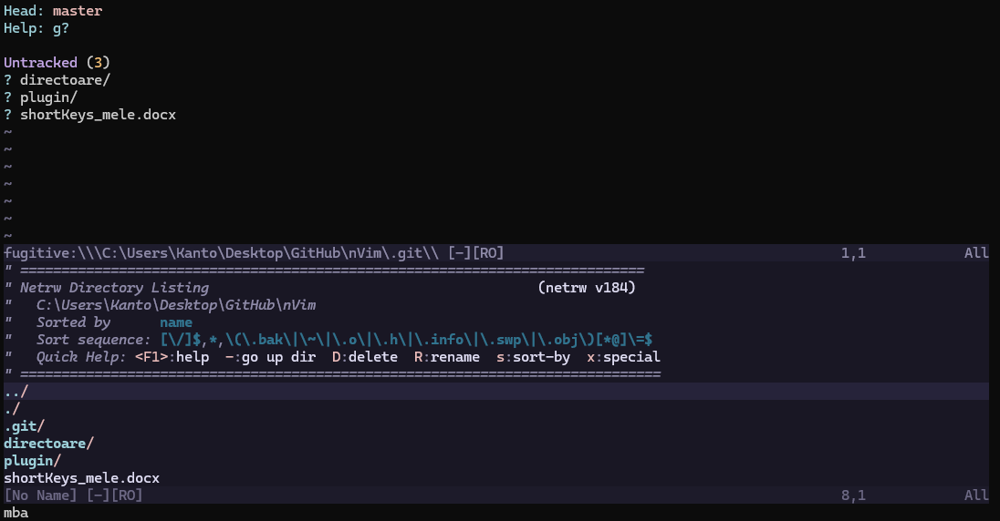 Head: master
Help: g?
Untracked (3)
? directoare/
? plugin/
? shortKeys_mele.docx
~
~
~
~
~
~
~
fugitive:\\\C:\Users\Kanto\Desktop\GitHub\nVim\.git\\ [-][RO] 1,1 All
" ============================================================================
" Netrw Directory Listing (netrw v184)
" C:\Users\Kanto\Desktop\GitHub\nVim
" Sorted by name
" Sort sequence: [\/]$,*,\(\.bak\|\~\|\.o\|\.h\|\.info\|\.swp\|\.obj\)[*@]\=$
" Quick Help: <F1>:help -:go up dir D:delete R:rename s:sort-by x:special
" ==============================================================================
../
./
.git/
directoare/
plugin/
shortKeys_mele.docx
[No Name] [-][RO] 8,1 All
mba